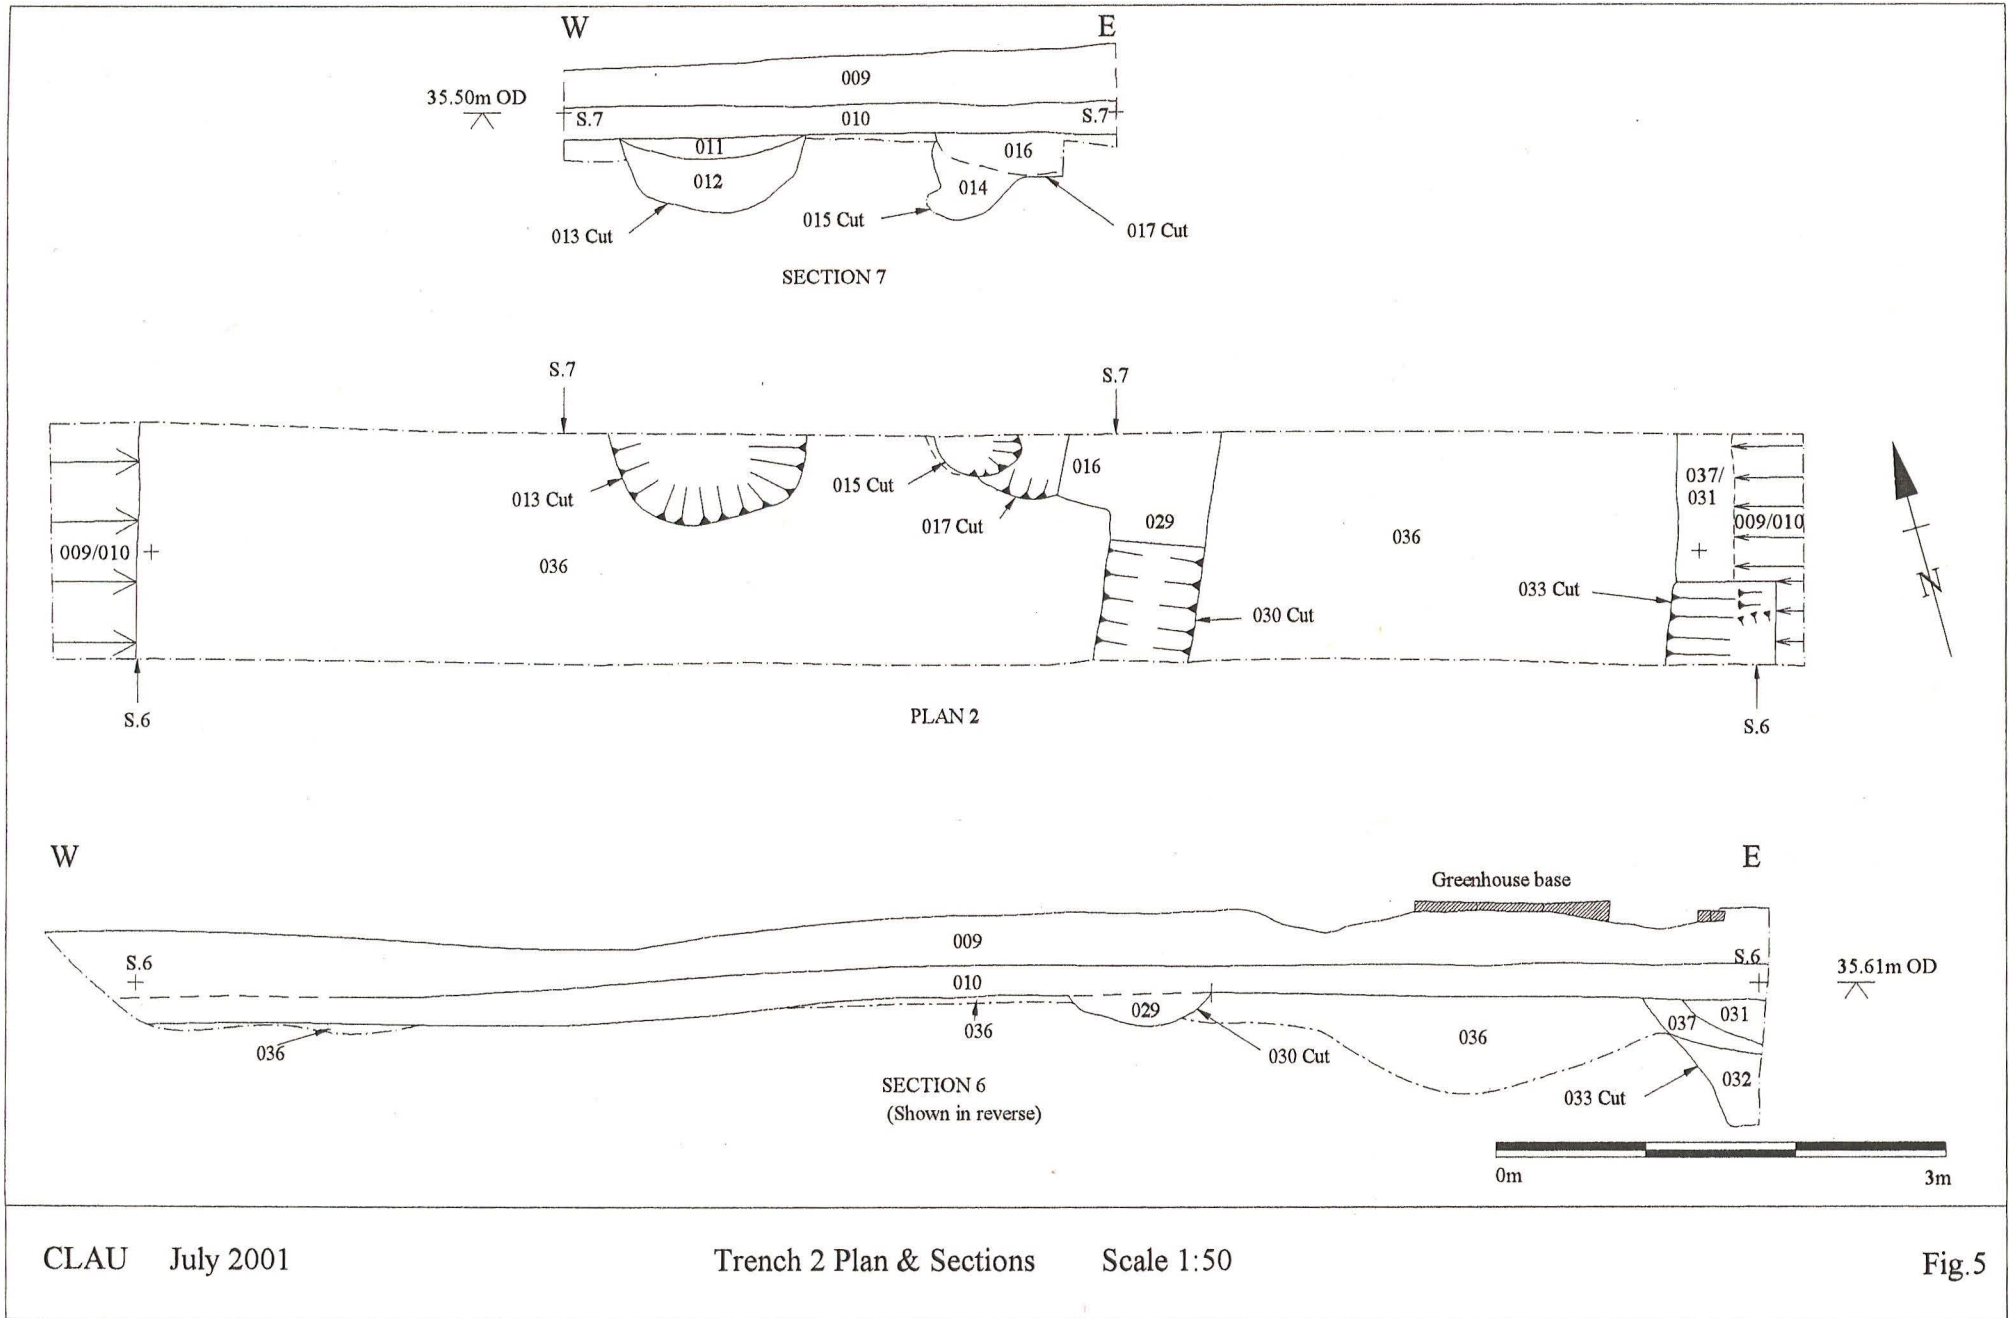 W
E
009
35.50m OD
S.7
010
S.7
011
016
012
014
015 Cut
013 Cut
017 Cut
SECTION 7
S.7
S.7
016
037/
031
013 Cut
015 Cut
017 Cut
029
009/010
009/010
036
036
033 Cut
030 Cut
N
S.6
PLAN 2
S.6
W
E
Greenhouse base
009
S.6
S.6
35.61m OD
010
029
031
037
036
036
036
030 Cut
032
SECTION 6
(Shown in reverse)
033 Cut
0m
3m
CLAU July 2001
Trench 2 Plan & Sections Scale 1:50
Fig.5